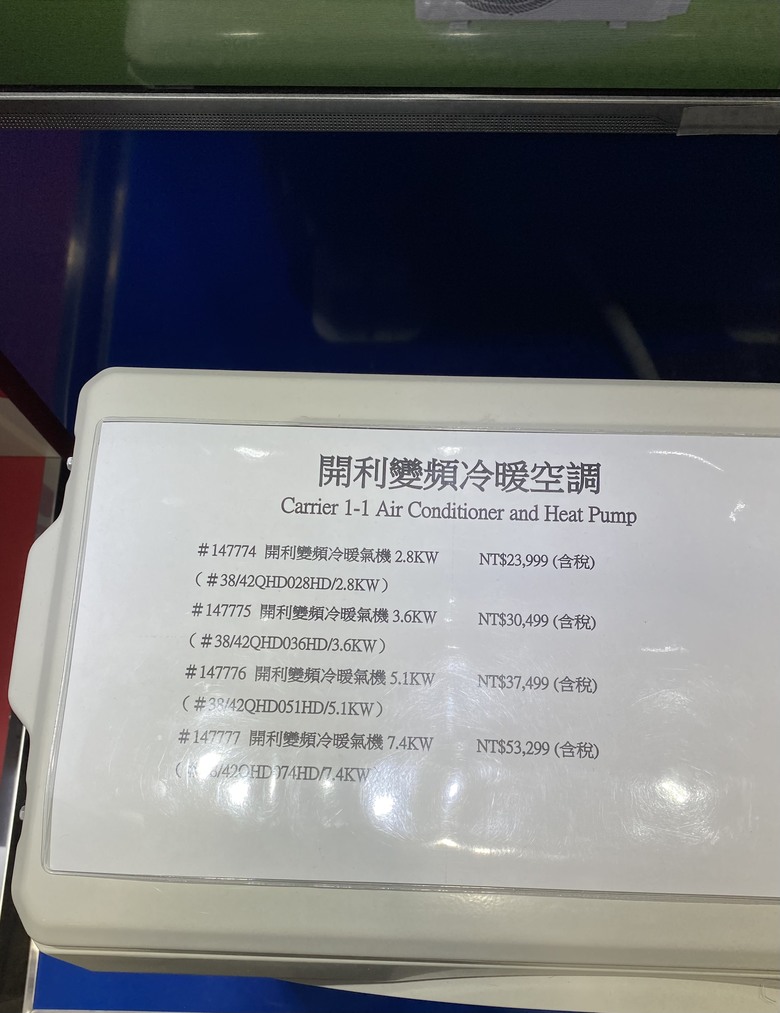 開利變頻冷暖空調
Carrier 1-1 Air Conditioner and Heat Pump
#147774 開利變頻冷暖氣機 2.8KW NT$23,999 (含稅)
(#38/42QHD028HD/2.8KW)
#147775 開利變頻冷暖氣機 3.6KW NT$30,499 (含稅)
(#38/42QHD036HD/3.6KW)
#147776 開利變頻冷暖氣機 5.1KW NT$37,499 (含稅)
(#38/42QHD051HD/5.1KW)
#147777 開利變頻冷暖氣機 7.4KW NT$53,299 (含稅)
(#38/42QHD074HD/7.4KW